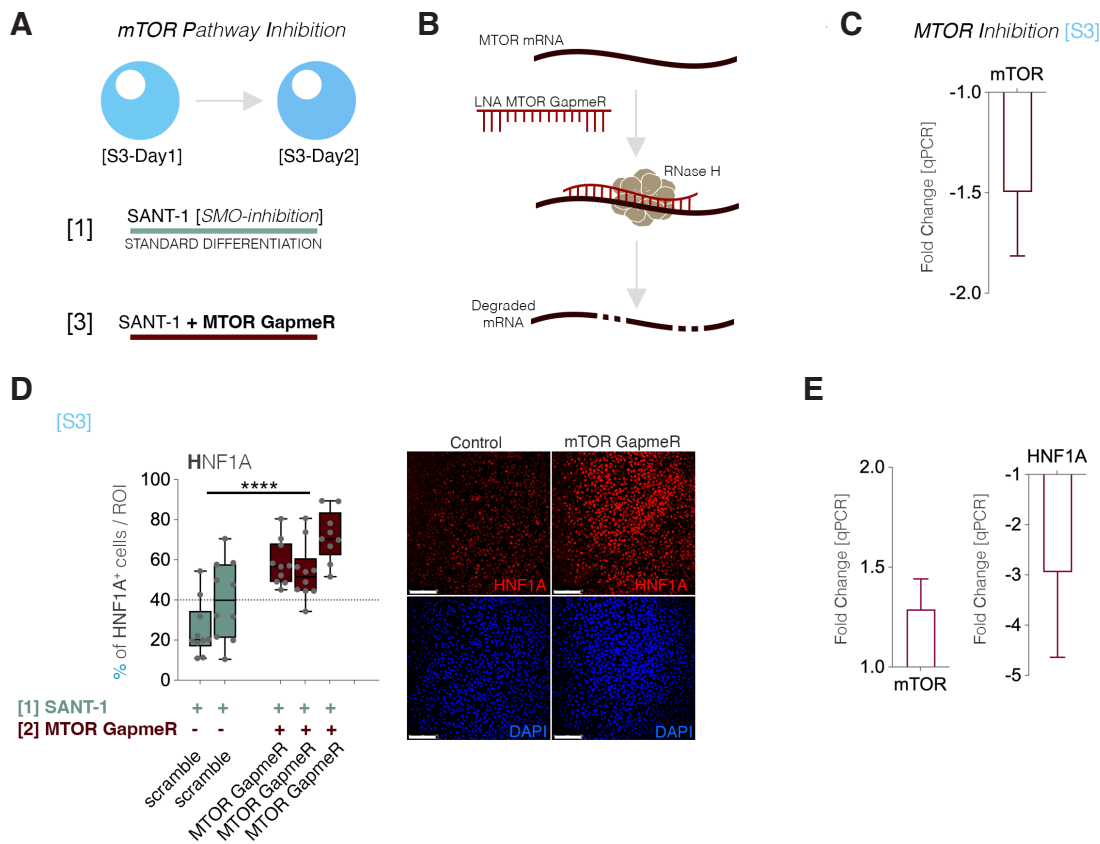 A
mTOR Pathway Inhibition
[S3-Day1]
[S3-Day2]
[1]
SANT-1 [SMO-inhibition]
STANDARD DIFFERENTIATION
[3]
SANT-1 + MTOR GapmeR
B
MTOR mRNA
LNA MTOR GapmeR
RNase H
Degraded
mRNA
C
MTOR Inhibition [S3]
mTOR
Fold Change [qPCR]
-1.0
-1.5
-2.0
D
[S3]
HNF1A
% of HNF1A+ cells / ROI
100
80
60
40
20
0
****
[1] SANT-1
+
+
+
+
+
[2] MTOR GapmeR
-
-
+
+
+
scramble
scramble
MTOR GapmeR
MTOR GapmeR
MTOR GapmeR
Control
mTOR GapmeR
HNF1A
HNF1A
DAPI
DAPI
E
Fold Change [qPCR]
2.0
1.5
1.0
mTOR
HNF1A
Fold Change [qPCR]
-1
-2
-3
-4
-5